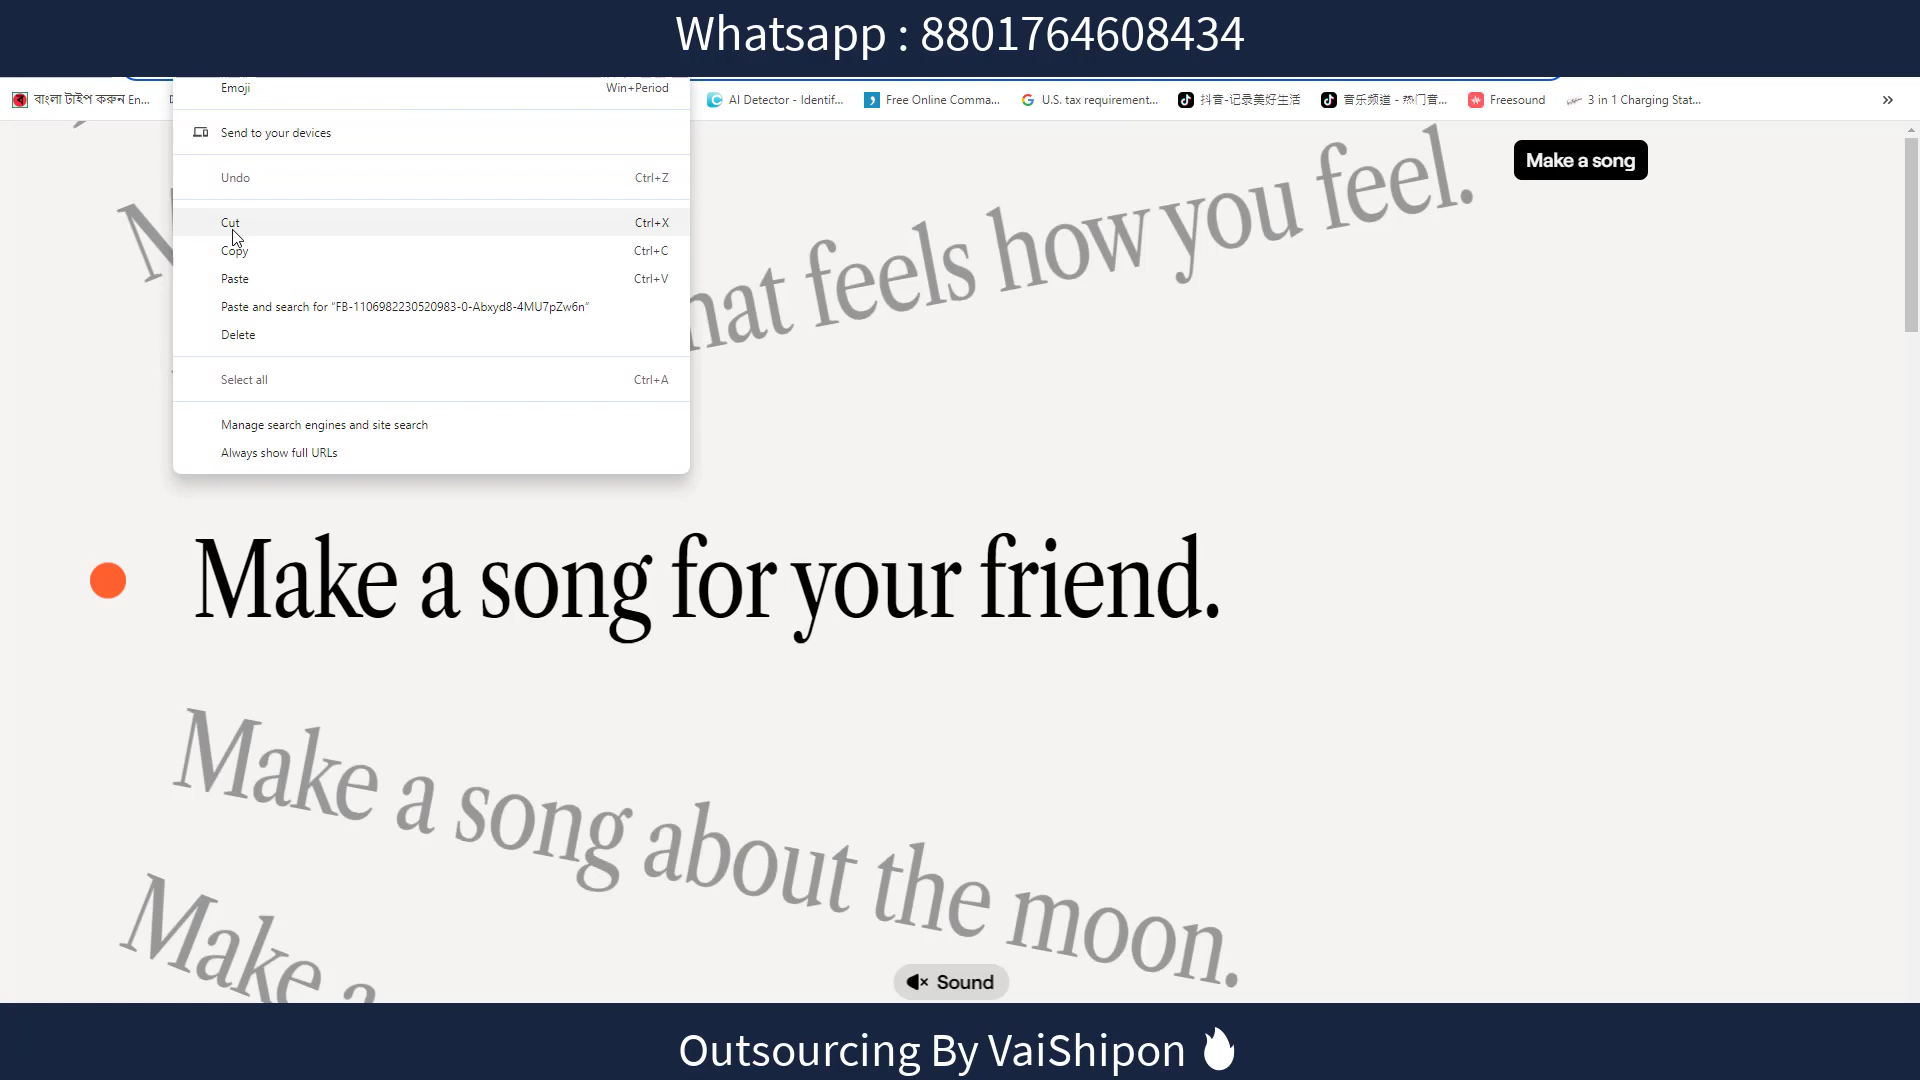 Whatsapp : 8801764608434
Emoji Win+Period
বাংলা টাইপ করুন En... AI Detector - Identif... Free Online Comma... U.S. tax requirement... 抖音-记录美好生活 音乐频道 - 热门音... Freesound 3 in 1 Charging Stat... »
Send to your devices
Make a song
Undo Ctrl+Z
Cut Ctrl+X
Copy Ctrl+C
Paste Ctrl+V
Paste and search for “FB-1106982230520983-0-Abxyd8-4MU7pZw6n”
Delete
Select all Ctrl+A
Manage search engines and site search
Always show full URLs
feels how you feel.
Make a song for your friend.
Make a song about the moon.
Make a
Sound
Outsourcing By VaiShipon